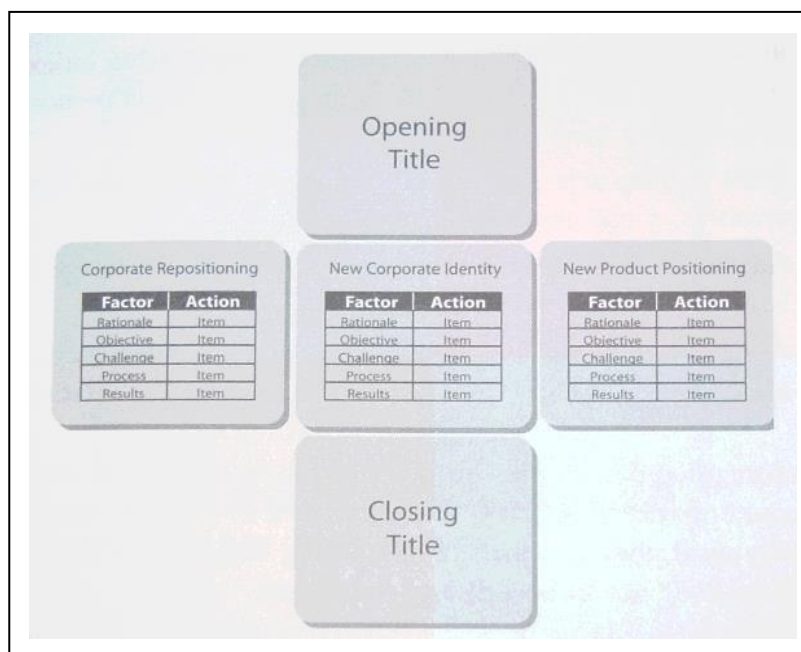 Opening
Title
Corporate Repositioning
Factor Action
Rationale Item
Objective Item
Challenge Item
Process Item
Results Item
New Corporate Identity
Factor Action
Rationale Item
Objective Item
Challenge Item
Process Item
Results Item
New Product Positioning
Factor Action
Rationale Item
Objective Item
Challenge Item
Process Item
Results Item
Closing
Title